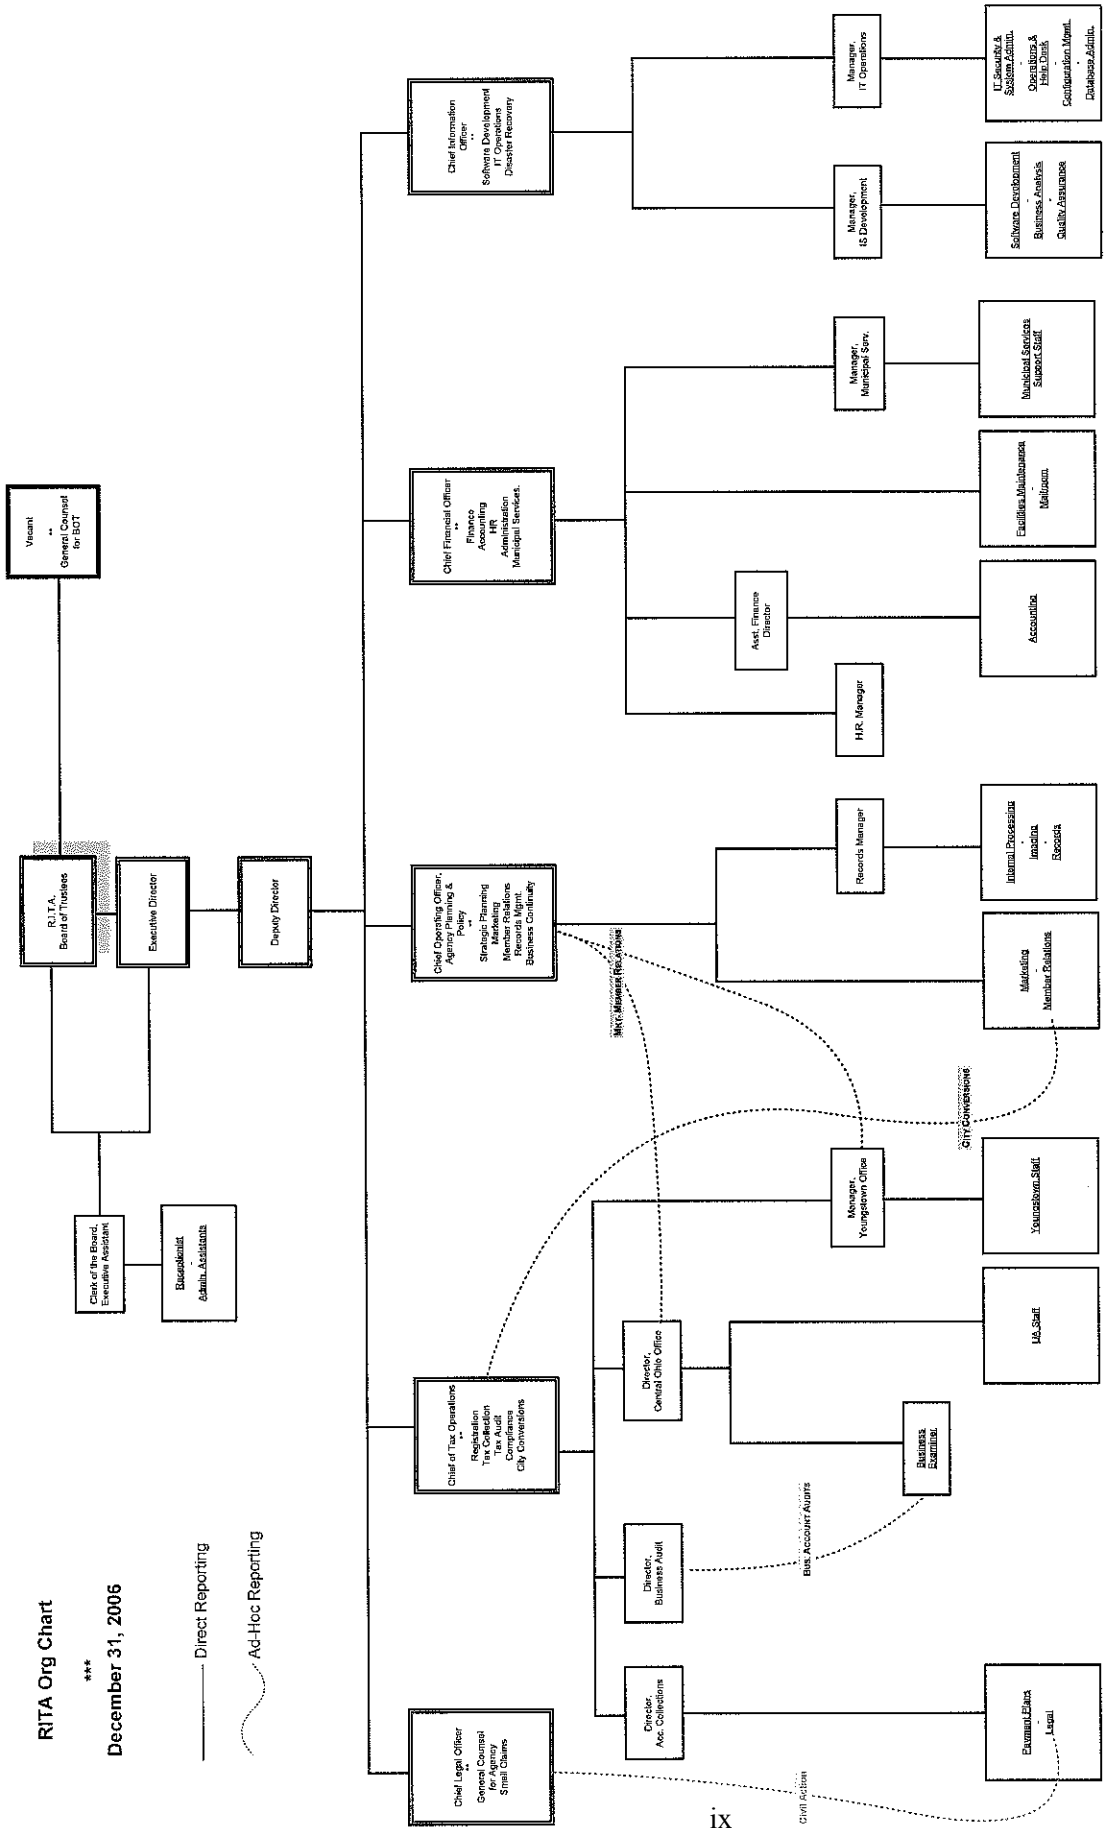 RITA Org Chart
***
December 31, 2006
Direct Reporting
Ad-Hoc Reporting
Vacant
**
General Counsel
for BOT
R.I.T.A.
Board of Trustees
Executive Director
Deputy Director
Clerk of the Board,
Executive Assistant
Receptionist
-
Admin. Assistants
Chief Legal Officer
**
General Counsel
for Agency
Small Claims
Chief of Tax Operations
**
Registration
Tax Collection
Tax Audit
Compliance
City Conversions
Chief Operating Officer,
Agency Planning &
Policy
**
Strategic Planning
Marketing
Member Relations
Records Mgmt.
Business Continuity
Chief Financial Officer
**
Finance
Accounting
HR
Administration
Municipal Services.
Chief Information
Officer
**
Software Development
IT Operations
Disaster Recovery
MKT- MEMBER RELATIONS
Director,
Acc. Collections
Director,
Business Audit
Director,
Central Ohio Office
Asst. Finance
Director
Civil Action
BUS. ACCOUNT AUDITS
Manager,
Youngstown Office
Records Manager
H.R. Manager
Manager,
Municipal Serv.
Manager,
IS Development
Manager,
IT Operations
Business
Examiner
CITY CONVERSIONS
Payment Plans
-
Legal
UA Staff
Youngstown Staff
Marketing
-
Member Relations
Internal Processing
-
Imaging
-
Records
Accounting
Facilities Maintenance
-
Mailroom
Municipal Services
Support Staff
Software Development
-
Business Analysis
-
Quality Assurance
IT Security &
System Admin.
-
Operations &
Help Desk
-
Configuration Mgmt.
-
Database Admin.
ix